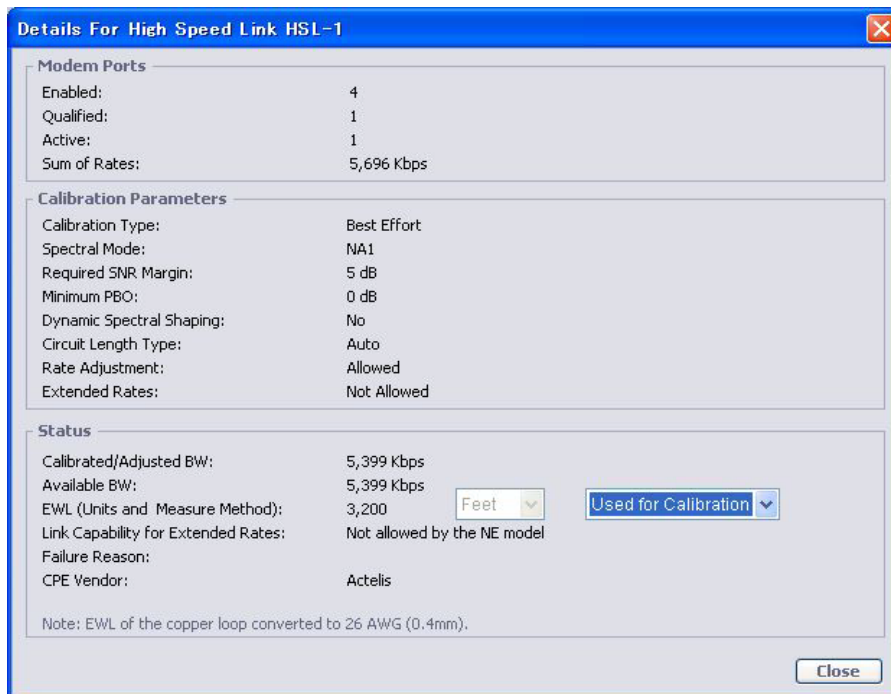 Details For High Speed Link HSL-1
Modem Ports
Enabled: 4
Qualified: 1
Active: 1
Sum of Rates: 5,696 Kbps
Calibration Parameters
Calibration Type: Best Effort
Spectral Mode: NA1
Required SNR Margin: 5 dB
Minimum PBO: 0 dB
Dynamic Spectral Shaping: No
Circuit Length Type: Auto
Rate Adjustment: Allowed
Extended Rates: Not Allowed
Status
Calibrated/Adjusted BW: 5,399 Kbps
Available BW: 5,399 Kbps
EWL (Units and Measure Method): 3,200 Feet Used for Calibration
Link Capability for Extended Rates: Not allowed by the NE model
Failure Reason:
CPE Vendor: Actelis
Note: EWL of the copper loop converted to 26 AWG (0.4mm).
Close